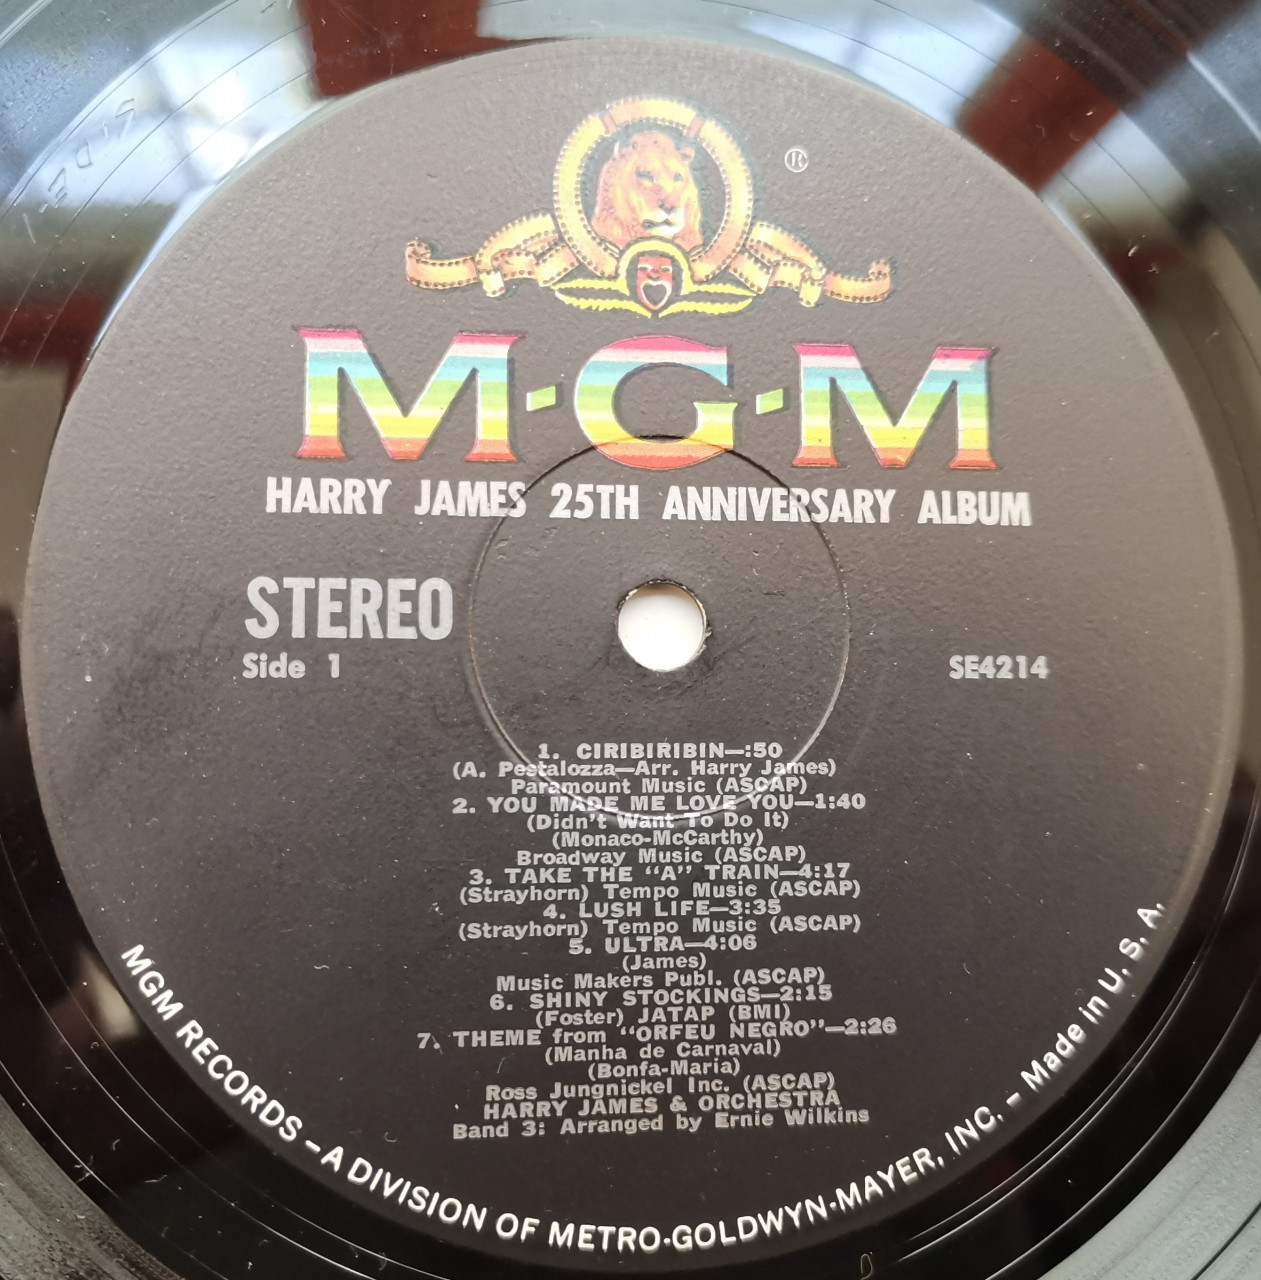 ®
M-G-M
HARRY JAMES 25TH ANNIVERSARY ALBUM
STEREO
Side 1
SE4214
1. CIRIBIRIBIN—:50
(A. Pestalozza—Arr. Harry James)
Paramount Music (ASCAP)
2. YOU MADE ME LOVE YOU—1:40
(Didn't Want To Do It)
(Monaco-McCarthy)
Broadway Music (ASCAP)
3. TAKE THE "A" TRAIN—4:17
(Strayhorn) Tempo Music (ASCAP)
4. LUSH LIFE—3:35
(Strayhorn) Tempo Music (ASCAP)
5. ULTRA—4:06
(James)
Music Makers Publ. (ASCAP)
6. SHINY STOCKINGS—2:15
(Foster) JATAP (BMI)
7. THEME from "ORFEU NEGRO"—2:26
(Manha de Carnaval)
(Bonfa-Maria)
Ross Jungnickel Inc. (ASCAP)
HARRY JAMES & ORCHESTRA
Band 3: Arranged by Ernie Wilkins
MGM RECORDS – A DIVISION OF METRO-GOLDWYN-MAYER, INC. – Made in U. S. A.